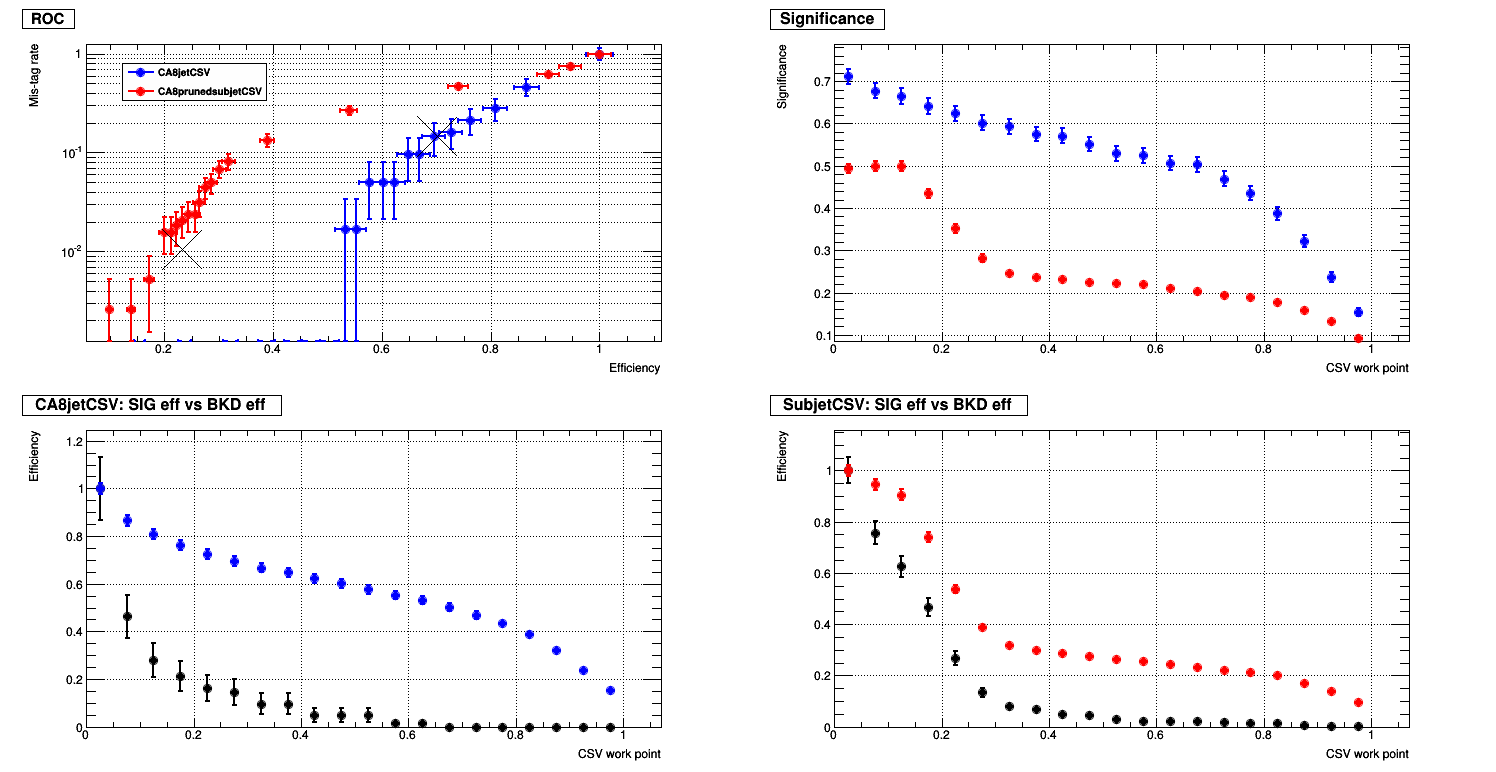 ROC
Mis-tag rate
1
10-1
10-2
CA8jetCSV
CA8prunedsubjetCSV
0.2 0.4 0.6 0.8 1
Efficiency
Significance
Significance
0.7
0.6
0.5
0.4
0.3
0.2
0.1
0 0.2 0.4 0.6 0.8 1
CSV work point
CA8jetCSV: SIG eff vs BKD eff
Efficiency
1.2
1
0.8
0.6
0.4
0.2
0
0 0.2 0.4 0.6 0.8 1
CSV work point
SubjetCSV: SIG eff vs BKD eff
Efficiency
1
0.8
0.6
0.4
0.2
0
0 0.2 0.4 0.6 0.8 1
CSV work point